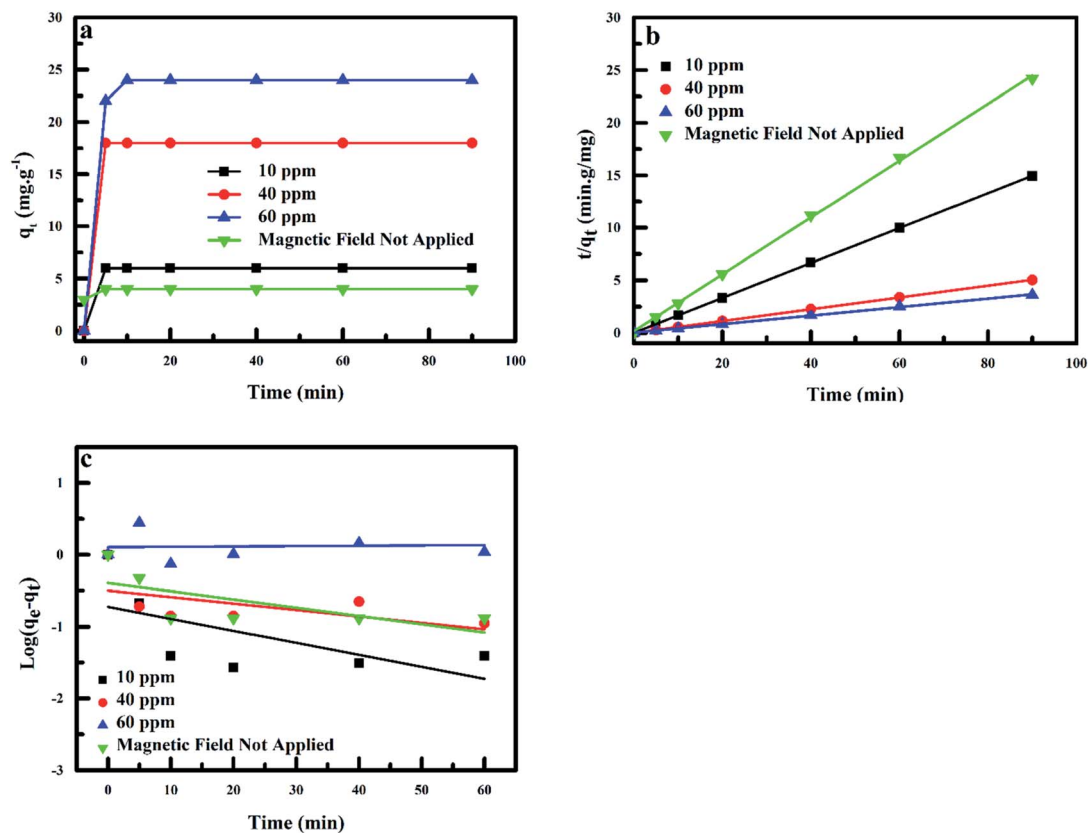 a
30
25
20
15
10
5
0
q_t (mg.g⁻¹)
10 ppm
40 ppm
60 ppm
Magnetic Field Not Applied
0 20 40 60 80 100
Time (min)
b
30
25
20
15
10
5
0
t/q_t (min.g/mg)
10 ppm
40 ppm
60 ppm
Magnetic Field Not Applied
0 20 40 60 80 100
Time (min)
c
1
0
-1
-2
-3
Log(q_e-q_t)
10 ppm
40 ppm
60 ppm
Magnetic Field Not Applied
0 10 20 30 40 50 60
Time (min)